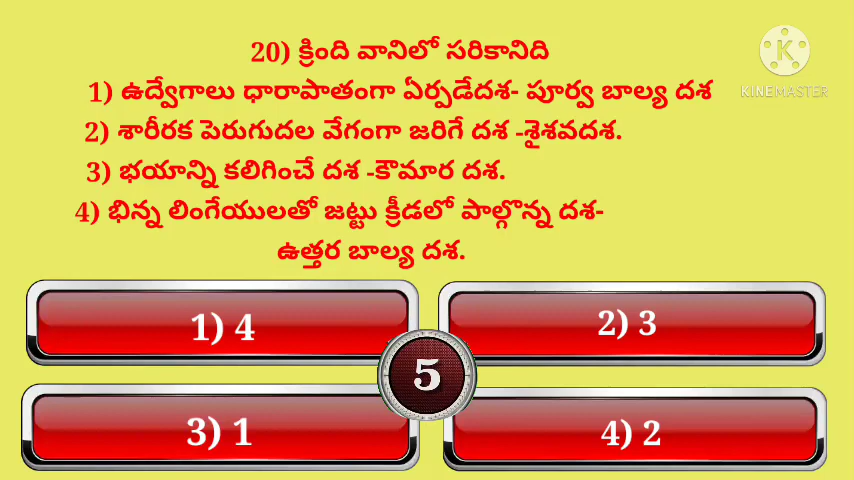 20) క్రింది వానిలో సరికానిది
1) ఉద్వేగాలు ధారాపాతంగా ఏర్పడేదశ- పూర్వ బాల్య దశ
KINEMASTER
2) శారీరక పెరుగుదల వేగంగా జరిగే దశ -శైశవదశ.
3) భయాన్ని కలిగించే దశ -కౌమార దశ.
4) భిన్న లింగేయులతో జట్టు క్రీడలో పాల్గొన్న దశ-
ఉత్తర బాల్య దశ.
1) 4
2) 3
5
3) 1
4) 2